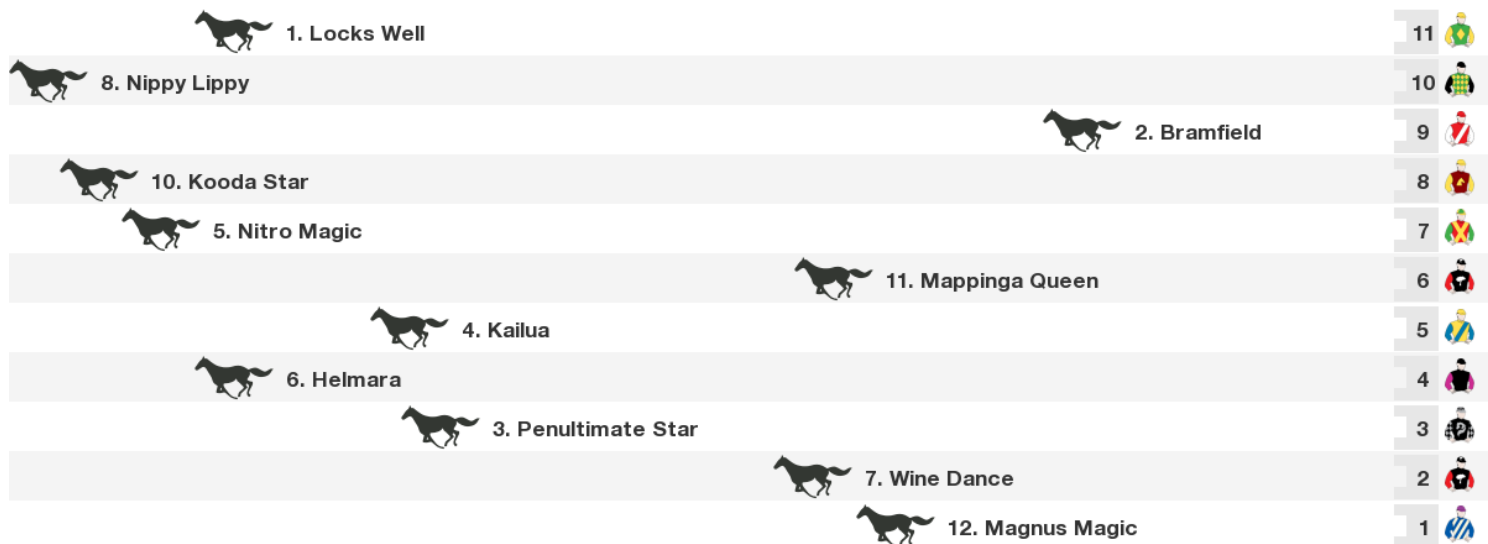 1. Locks Well 11
8. Nippy Lippy 10
2. Bramfield 9
10. Kooda Star 8
5. Nitro Magic 7
11. Mappinga Queen 6
4. Kailua 5
6. Helmara 4
3. Penultimate Star 3
7. Wine Dance 2
12. Magnus Magic 1